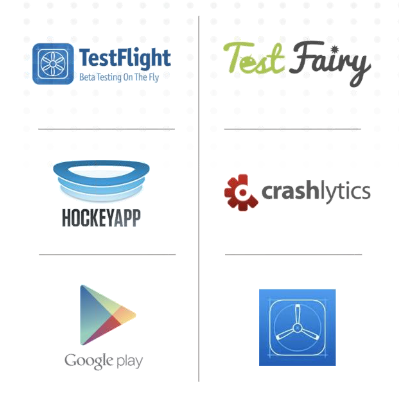 TestFlight
Beta Testing On The Fly
Test Fairy
HOCKEYAPP
crashlytics
Google play